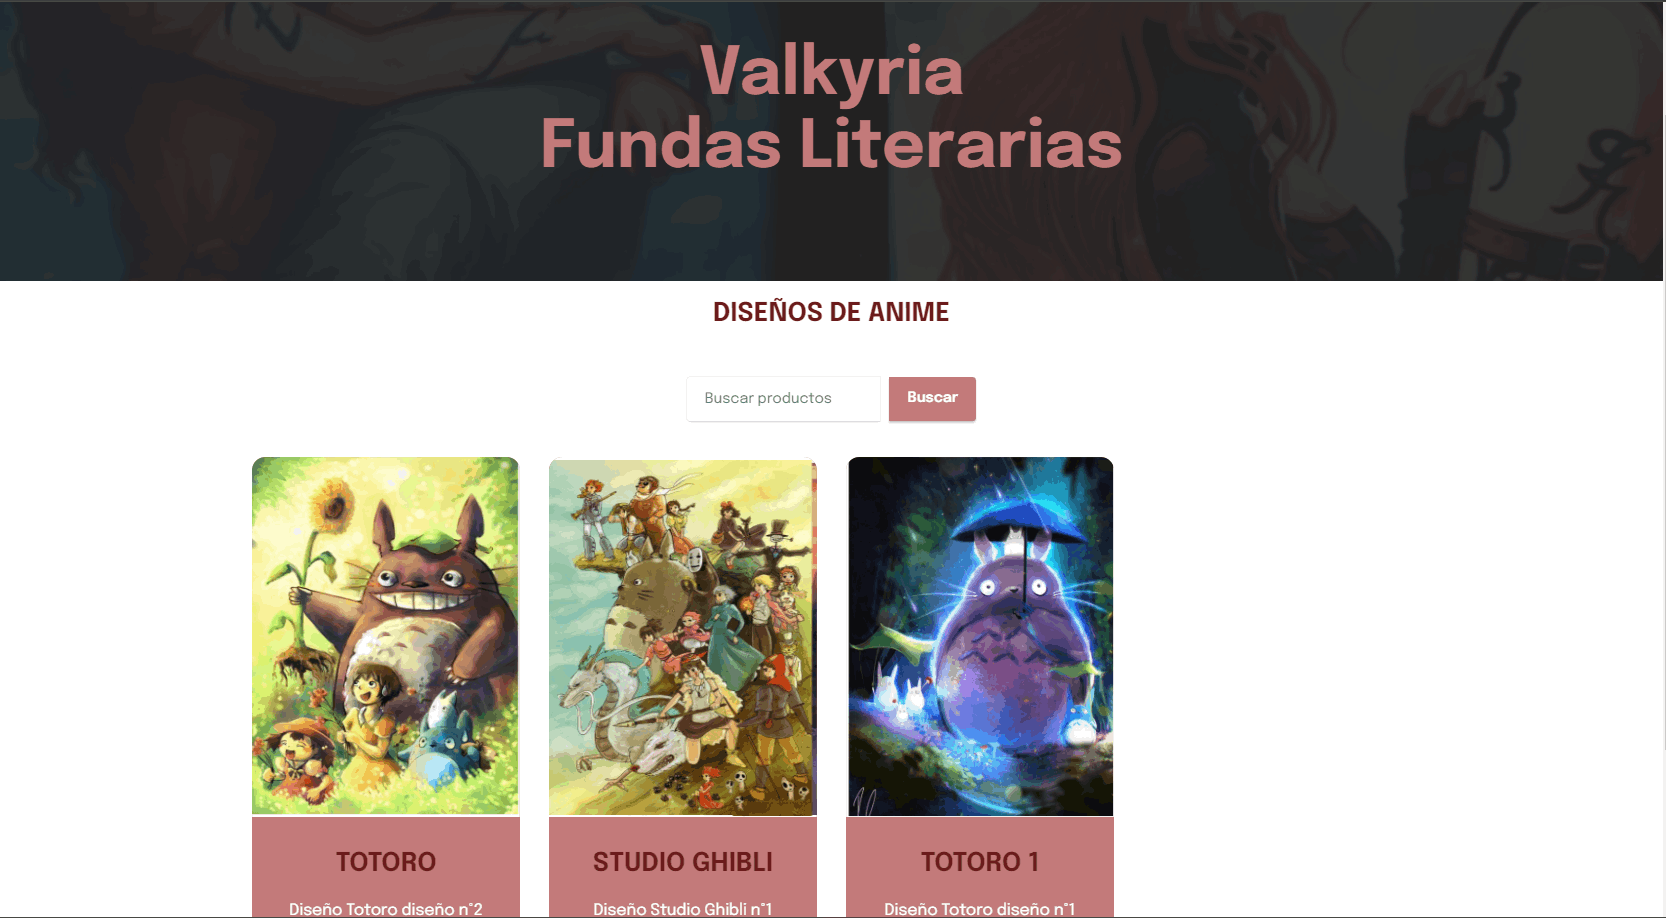 Valkyria
Fundas Literarias
DISEÑOS DE ANIME
Buscar productos
Buscar
TOTORO
Diseño Totoro diseño n°2
STUDIO GHIBLI
Diseño Studio Ghibli n°1
TOTORO 1
Diseño Totoro diseño n°1